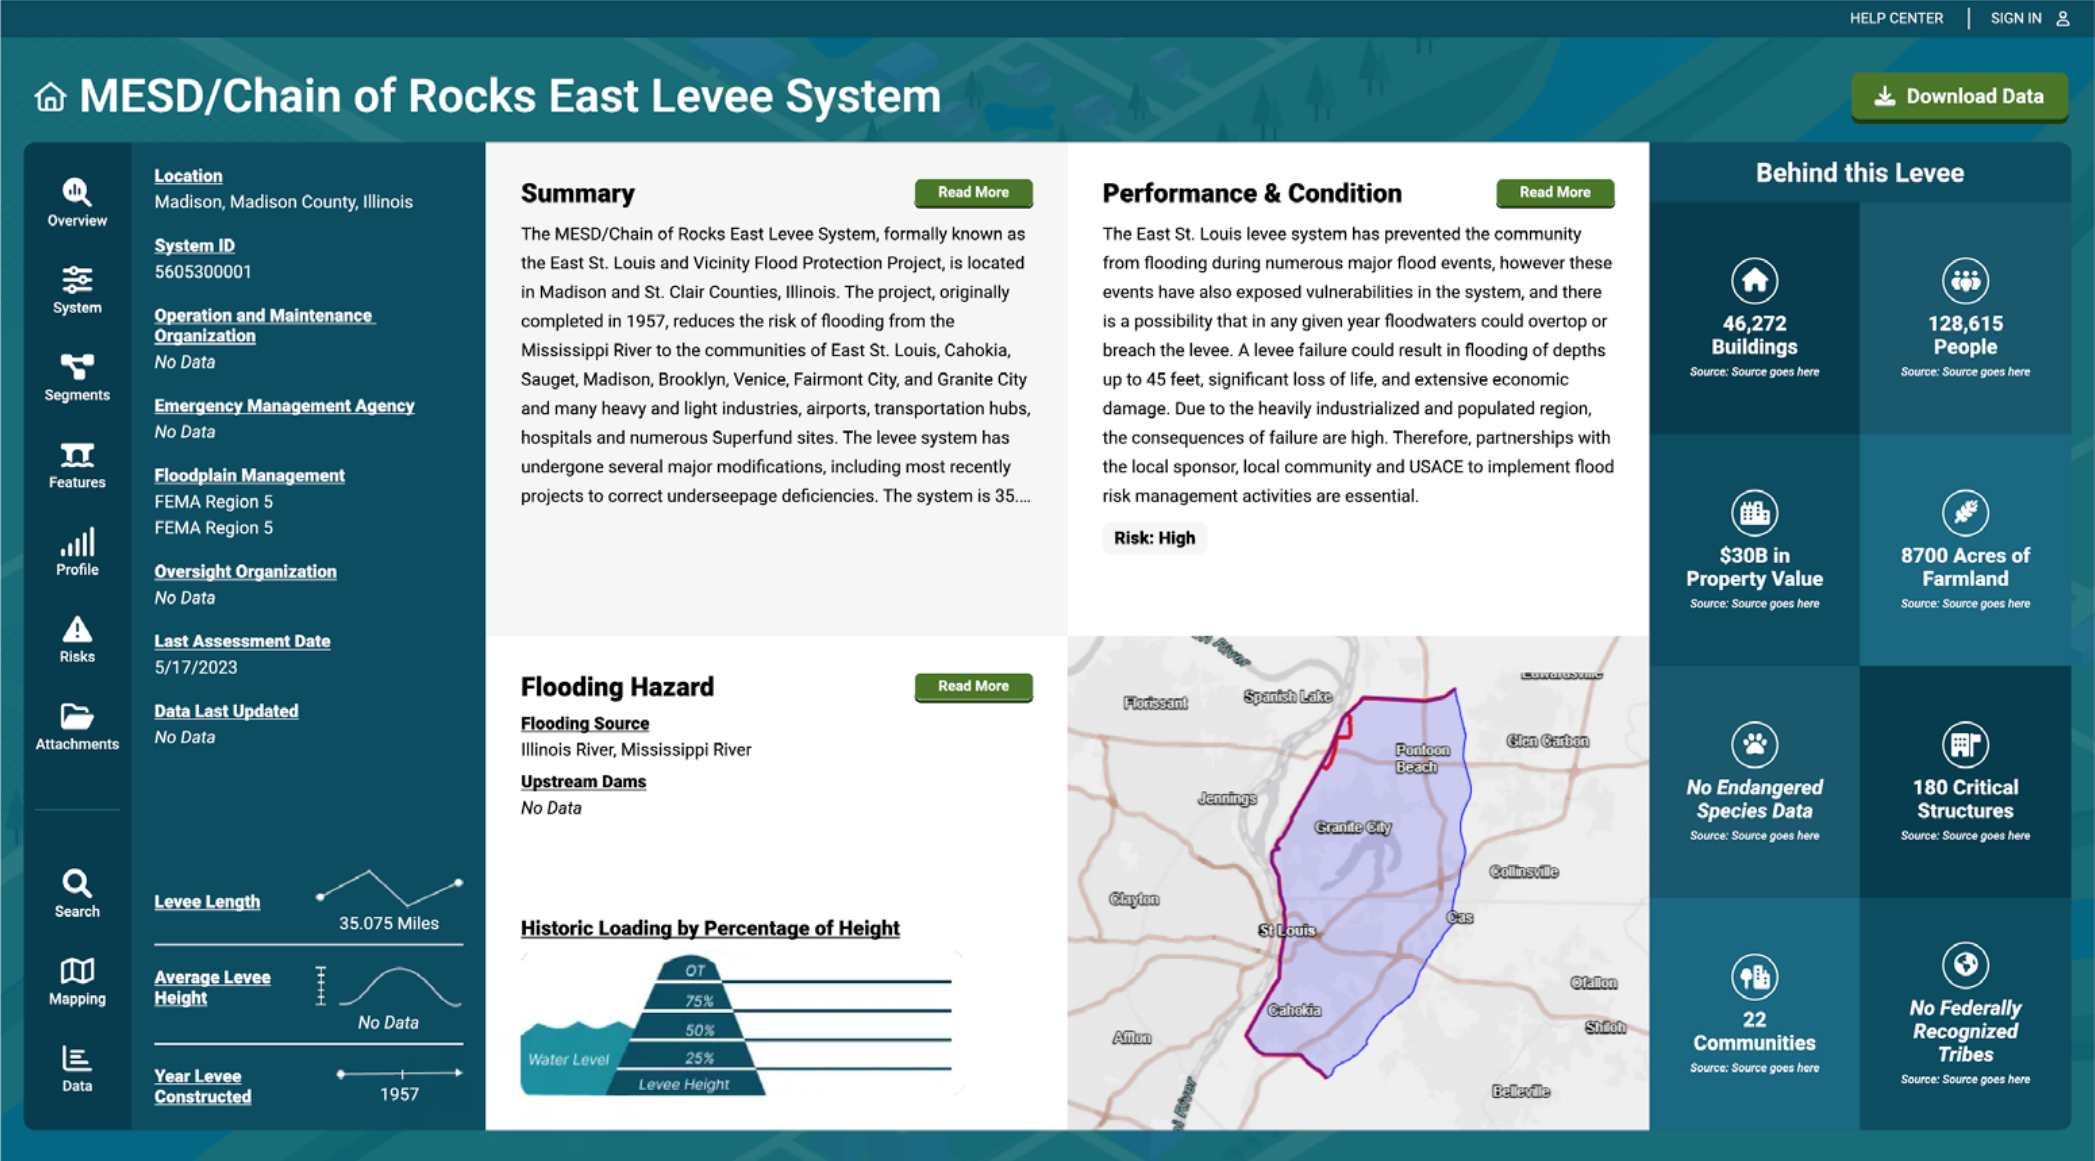 HELP CENTER
SIGN IN
MESD/Chain of Rocks East Levee System
Download Data
Overview
System
Segments
Features
Profile
Risks
Attachments
Search
Mapping
Data
Location
Madison, Madison County, Illinois
System ID
5605300001
Operation and Maintenance
Organization
No Data
Emergency Management Agency
No Data
Floodplain Management
FEMA Region 5
FEMA Region 5
Oversight Organization
No Data
Last Assessment Date
5/17/2023
Data Last Updated
No Data
Levee Length
35.075 Miles
Average Levee
Height
No Data
Year Levee
Constructed
1957
Summary
Read More
The MESD/Chain of Rocks East Levee System, formally known as
the East St. Louis and Vicinity Flood Protection Project, is located
in Madison and St. Clair Counties, Illinois. The project, originally
completed in 1957, reduces the risk of flooding from the
Mississippi River to the communities of East St. Louis, Cahokia,
Sauget, Madison, Brooklyn, Venice, Fairmont City, and Granite City
and many heavy and light industries, airports, transportation hubs,
hospitals and numerous Superfund sites. The levee system has
undergone several major modifications, including most recently
projects to correct underseepage deficiencies. The system is 35....
Performance & Condition
Read More
The East St. Louis levee system has prevented the community
from flooding during numerous major flood events, however these
events have also exposed vulnerabilities in the system, and there
is a possibility that in any given year floodwaters could overtop or
breach the levee. A levee failure could result in flooding of depths
up to 45 feet, significant loss of life, and extensive economic
damage. Due to the heavily industrialized and populated region,
the consequences of failure are high. Therefore, partnerships with
the local sponsor, local community and USACE to implement flood
risk management activities are essential.
Risk: High
Flooding Hazard
Read More
Flooding Source
Illinois River, Mississippi River
Upstream Dams
No Data
Historic Loading by Percentage of Height
OT
75%
50%
25%
Water Level
Levee Height
River
Florissant
Spanish Lake
Edwardsville
Glen Carbon
Pontoon
Beach
Jennings
Granite City
Collinsville
Clayton
Cas
St Louis
Ofallon
Cahokia
Shiloh
Affton
Belleville
River
Behind this Levee
46,272
Buildings
Source: Source goes here
128,615
People
Source: Source goes here
$30B in
Property Value
Source: Source goes here
8700 Acres of
Farmland
Source: Source goes here
No Endangered
Species Data
Source: Source goes here
180 Critical
Structures
Source: Source goes here
22
Communities
Source: Source goes here
No Federally
Recognized
Tribes
Source: Source goes here